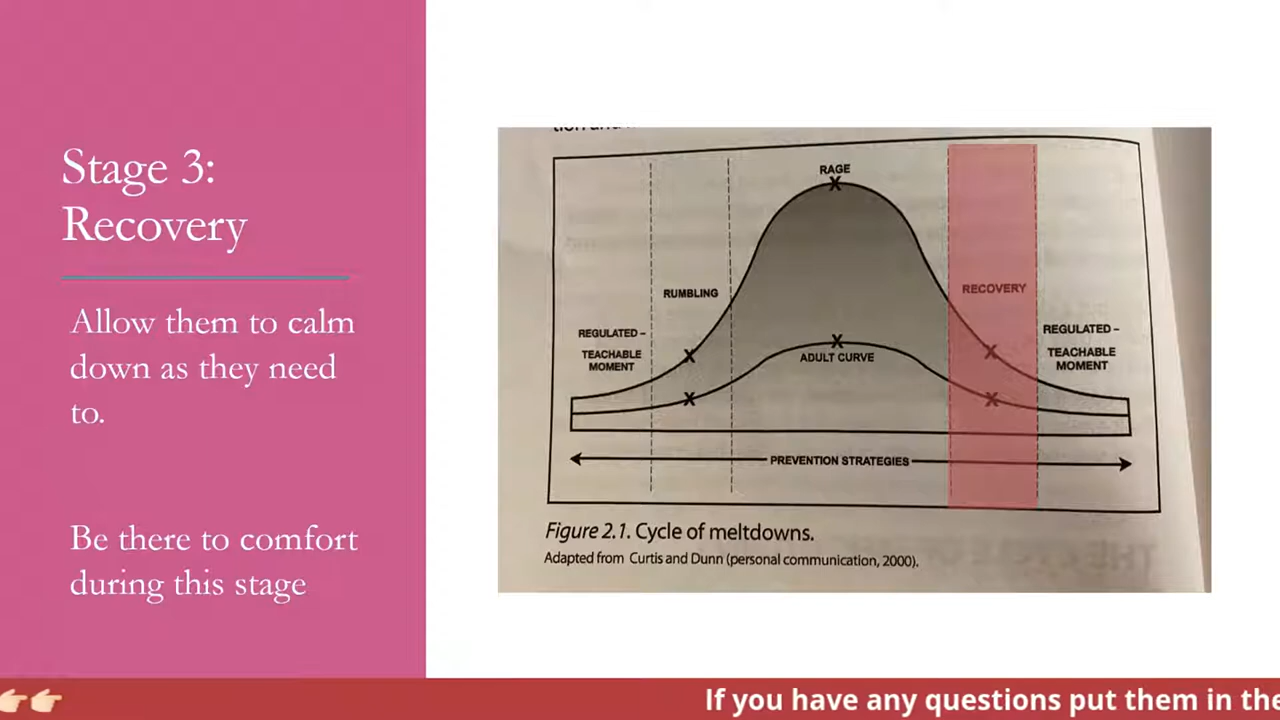 Stage 3:
Recovery
Allow them to calm
down as they need
to.
Be there to comfort
during this stage
RAGE
X
RUMBLING
RECOVERY
REGULATED –
TEACHABLE
MOMENT
X
X
ADULT CURVE
X
X
X
REGULATED –
TEACHABLE
MOMENT
PREVENTION STRATEGIES
Figure 2.1. Cycle of meltdowns.
Adapted from Curtis and Dunn (personal communication, 2000).
If you have any questions put them in the